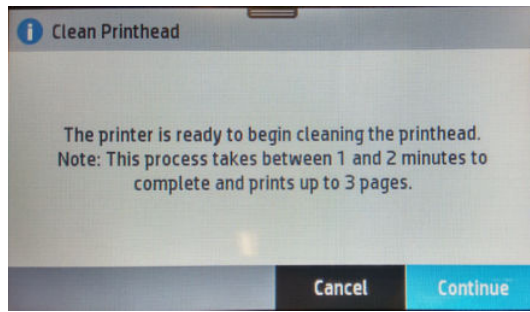 Clean Printhead
The printer is ready to begin cleaning the printhead.
Note: This process takes between 1 and 2 minutes to
complete and prints up to 3 pages.
Cancel
Continue